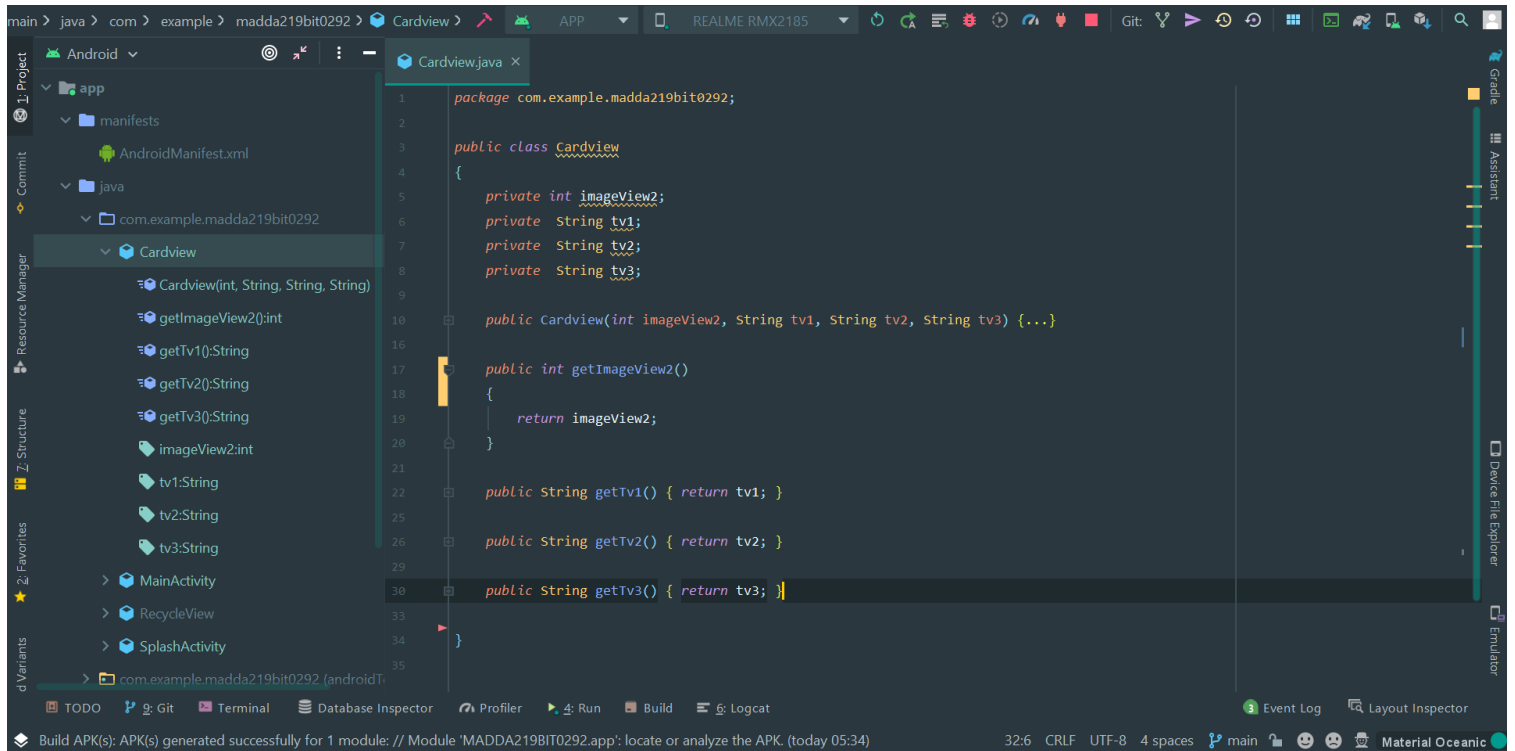 main > java > com > example > madda219bit0292 > Cardview > APP REALME RMX2185 Git:
Android
Cardview.java ×
1: Project
Commit
Resource Manager
7: Structure
2: Favorites
d Variants
app
manifests
AndroidManifest.xml
java
com.example.madda219bit0292
Cardview
Cardview(int, String, String, String)
getImageView2():int
getTv1():String
getTv2():String
getTv3():String
imageView2:int
tv1:String
tv2:String
tv3:String
MainActivity
RecycleView
SplashActivity
com.example.madda219bit0292 (androidT
1 package com.example.madda219bit0292;
2
3 public class Cardview
4 {
5 private int imageView2;
6 private String tv1;
7 private String tv2;
8 private String tv3;
9
10 public Cardview(int imageView2, String tv1, String tv2, String tv3) {...}
16
17 public int getImageView2()
18 {
19 return imageView2;
20 }
21
22 public String getTv1() { return tv1; }
25
26 public String getTv2() { return tv2; }
29
30 public String getTv3() { return tv3; }
33
34 }
35
Gradle
Assistant
Device File Explorer
Emulator
TODO 9: Git Terminal Database Inspector Profiler 4: Run Build 6: Logcat 3 Event Log Layout Inspector
Build APK(s): APK(s) generated successfully for 1 module: // Module 'MADDA219BIT0292.app': locate or analyze the APK. (today 05:34) 32:6 CRLF UTF-8 4 spaces main Material Oceanic